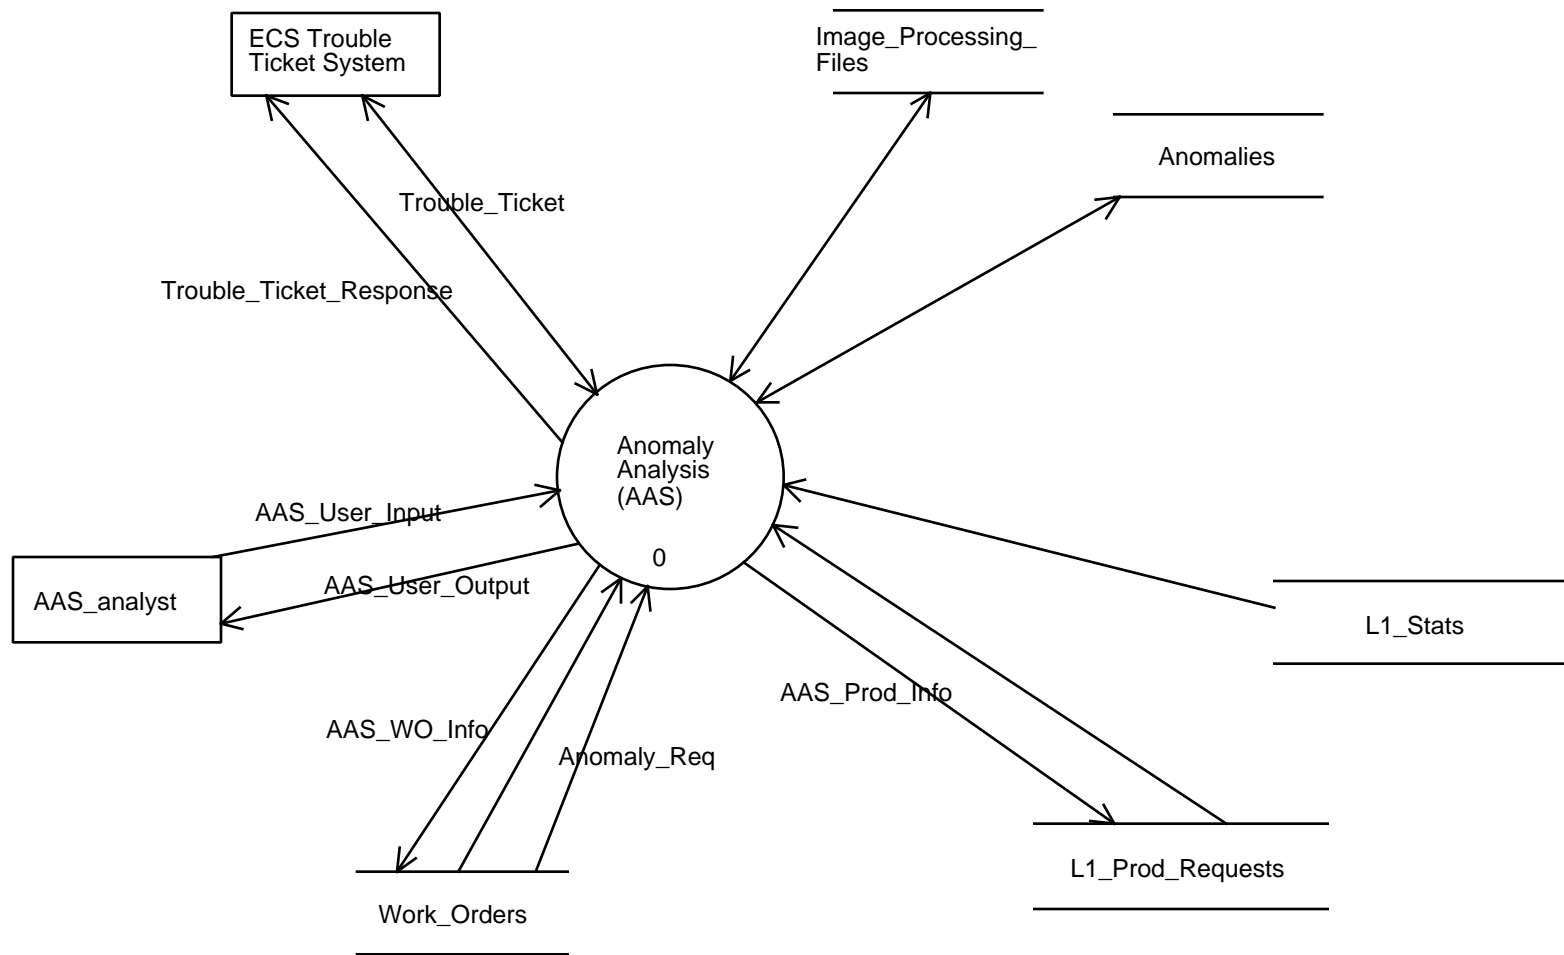 ECS Trouble
Ticket System
Image_Processing_
Files
Anomalies
Trouble_Ticket
Trouble_Ticket_Response
Anomaly
Analysis
(AAS)
0
AAS_User_Input
AAS_User_Output
AAS_analyst
L1_Stats
AAS_Prod_Info
AAS_WO_Info
Anomaly_Req
L1_Prod_Requests
Work_Orders